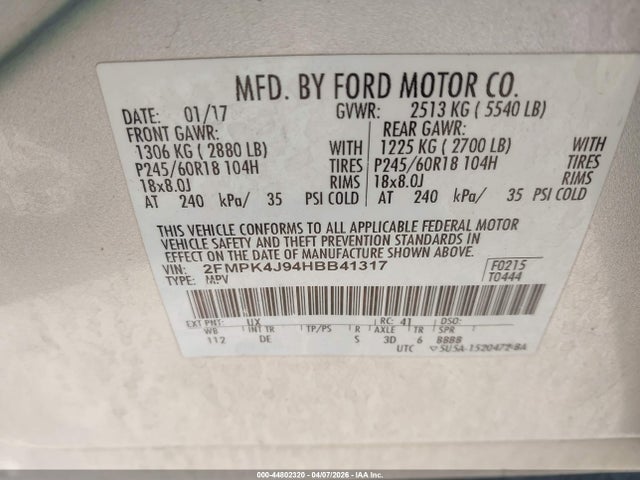 MFD. BY FORD MOTOR CO.
DATE: 01/17 GVWR: 2513 KG ( 5540 LB)
FRONT GAWR: REAR GAWR:
1306 KG ( 2880 LB) WITH 1225 KG ( 2700 LB) WITH
P245/60R18 104H TIRES P245/60R18 104H TIRES
18x8.0J RIMS 18x8.0J RIMS
AT 240 kPa/ 35 PSI COLD AT 240 kPa/ 35 PSI COLD
THIS VEHICLE CONFORMS TO ALL APPLICABLE FEDERAL MOTOR
VEHICLE SAFETY AND THEFT PREVENTION STANDARDS IN
EFFECT ON THE DATE OF MANUFACTURE SHOWN ABOVE.
VIN: 2FMPK4J94HBB41317 F0215
TYPE: MPV T0444
EXT PNT: UX RC: 41 DSO:
WB INT TR TP/PS R AXLE TR SPR
112 DE S 3D 6 8888
UTC ▽SU5A-1520472-BA
000-44802320 - 04/07/2026 - IAA Inc.